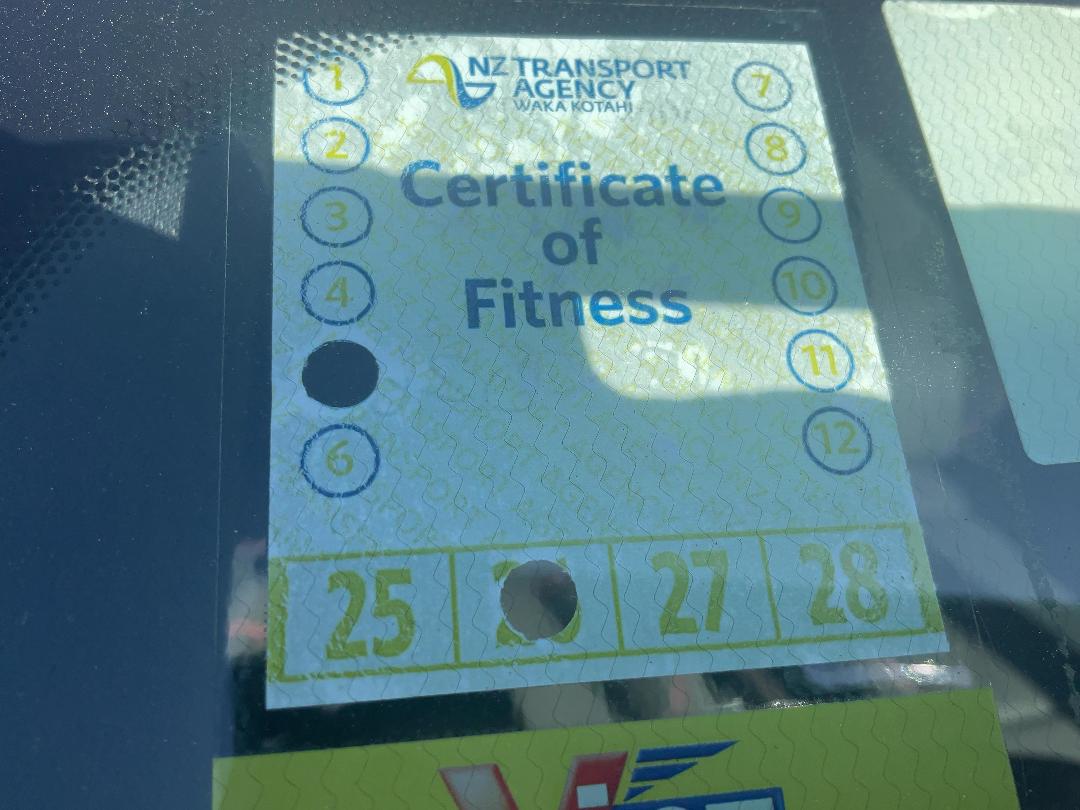 NZ TRANSPORT
AGENCY
WAKA KOTAHI
Certificate
of
Fitness
1
2
3
4
6
7
8
9
10
11
12
25
27
28